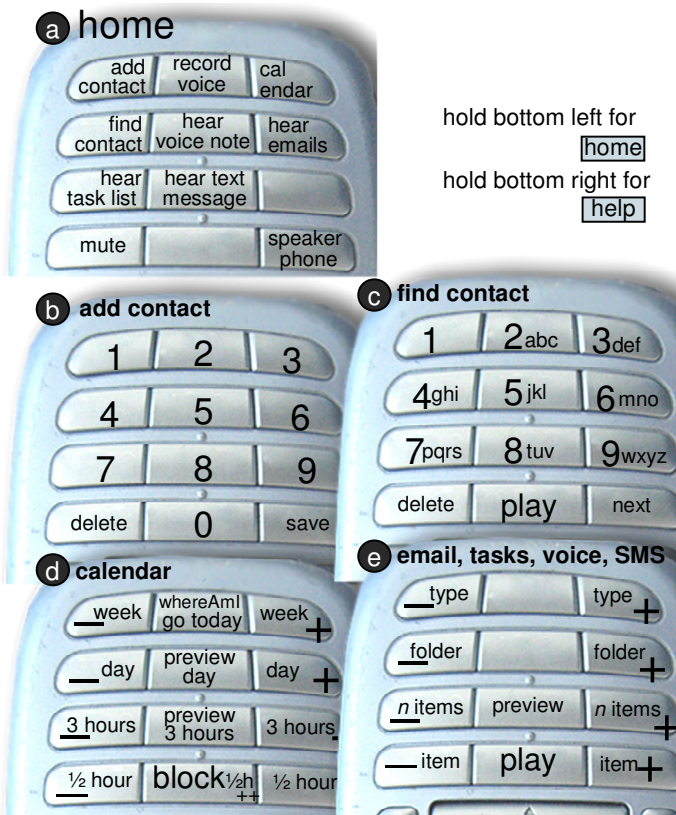 a home
add contact
record voice
cal endar
find contact
hear voice note
hear emails
hear task list
hear text message
mute
speaker phone
hold bottom left for
home
hold bottom right for
help
b add contact
1 2 3
4 5 6
7 8 9
delete 0 save
c find contact
1 2abc 3def
4ghi 5jkl 6mno
7pqrs 8tuv 9wxyz
delete play next
d calendar
— week
whereAmI go today
week +
— day
preview day
day +
— 3 hours
preview 3 hours
3 hours
— ½ hour
block ½h ++
½ hour
e email, tasks, voice, SMS
— type type +
— folder folder +
— n items preview n items +
— item play item +